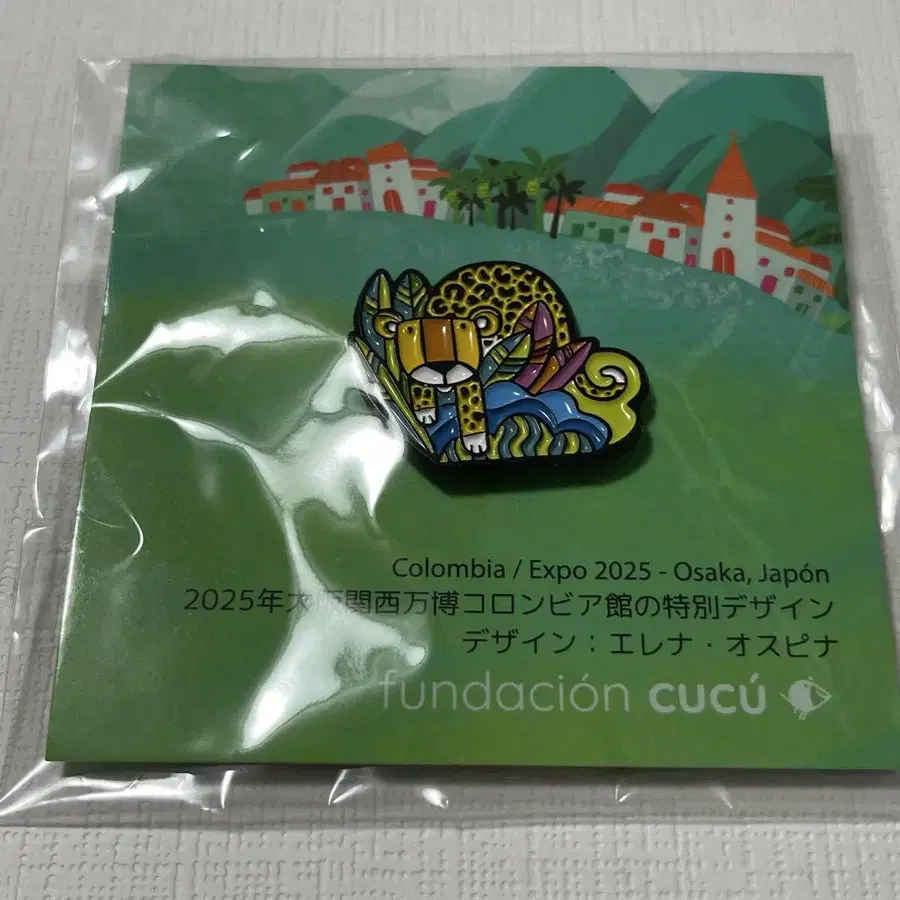 Colombia / Expo 2025 - Osaka, Japón
2025年大阪関西万博コロンビア館の特別デザイン
デザイン：エレナ・オスピナ
fundación cucú